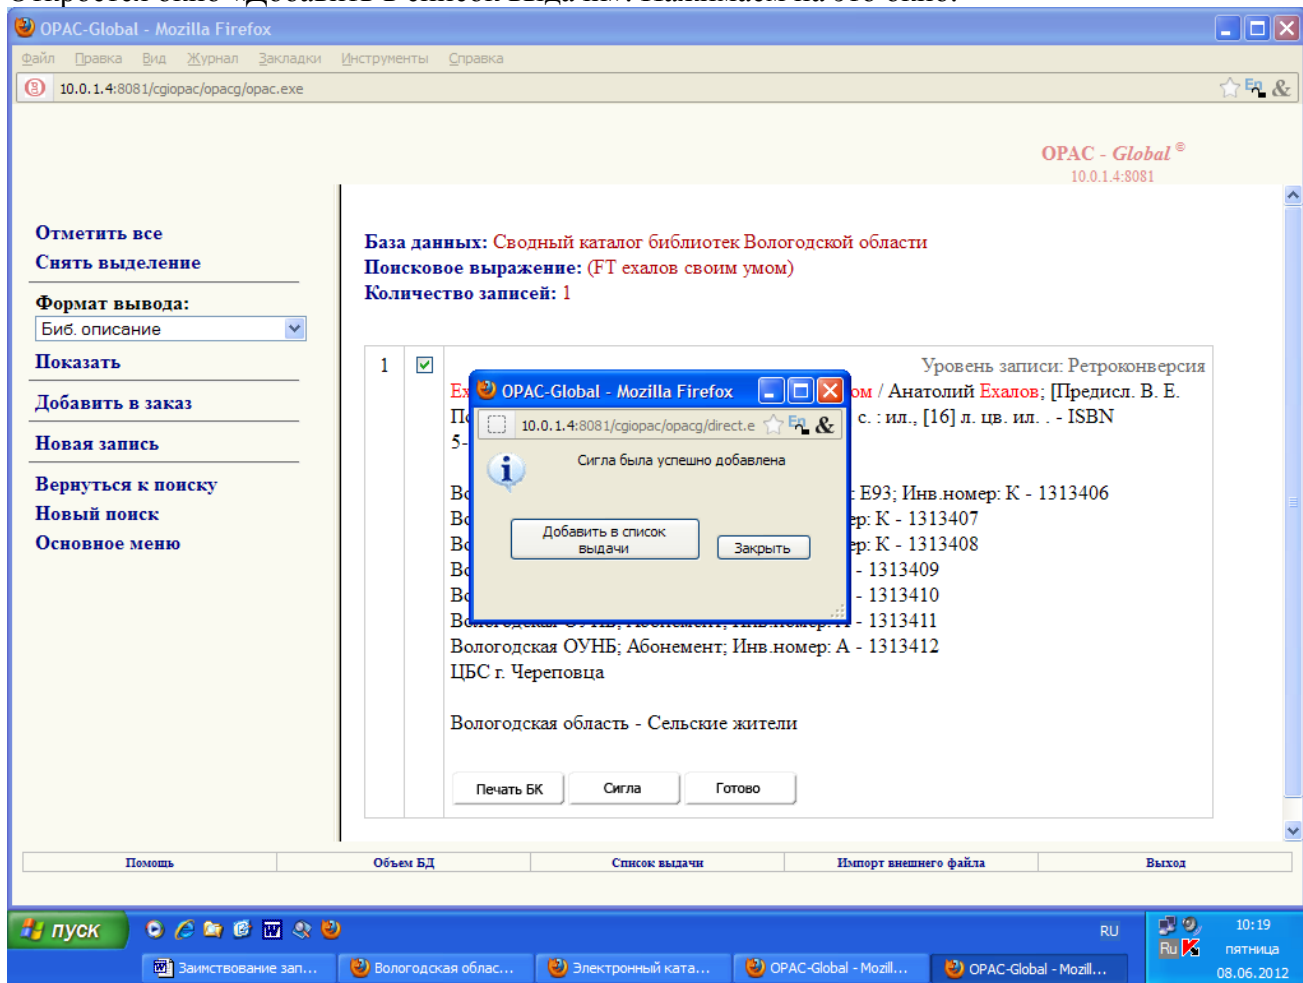 OPAC-Global - Mozilla Firefox
Файл Правка Вид Журнал Закладки Инструменты Справка
10.0.1.4:8081/cgiopac/opacg/opac.exe
OPAC - Global ©
10.0.1.4:8081
Отметить все
Снять выделение
Формат вывода:
Биб. описание
Показать
Добавить в заказ
Новая запись
Вернуться к поиску
Новый поиск
Основное меню
База данных: Сводный каталог библиотек Вологодской области
Поисковое выражение: (FT ехалов своим умом)
Количество записей: 1
1
Уровень записи: Ретроконверсия
/ Анатолий Ехалов; [Предисл. В. Е.
с. : ил., [16] л. цв. ил. . - ISBN
5-
Е93; Инв.номер: К - 1313406
К - 1313407
К - 1313408
- 1313409
- 1313410
- 1313411
Вологодская ОУНБ; Абонемент; Инв.номер: А - 1313412
ЦБС г. Череповца
Вологодская область - Сельские жители
Печать БК Сигла Готово
OPAC-Global - Mozilla Firefox
10.0.1.4:8081/cgiopac/opacg/direct.e
Сигла была успешно добавлена
Добавить в список
выдачи
Закрыть
Помощь Объем БД Список выдачи Импорт внешнего файла Выход
пуск
RU
10:19
Ru
пятница
Заимствование зап... Вологодская облас... Электронный ката... OPAC-Global - Mozill... OPAC-Global - Mozill...
08.06.2012